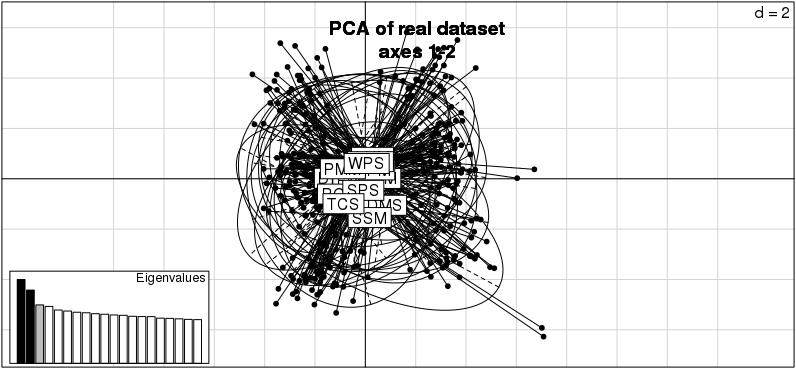 d = 2
PCA of real dataset
axes 1-2
WPS
SPS
TCS
SSM
Eigenvalues